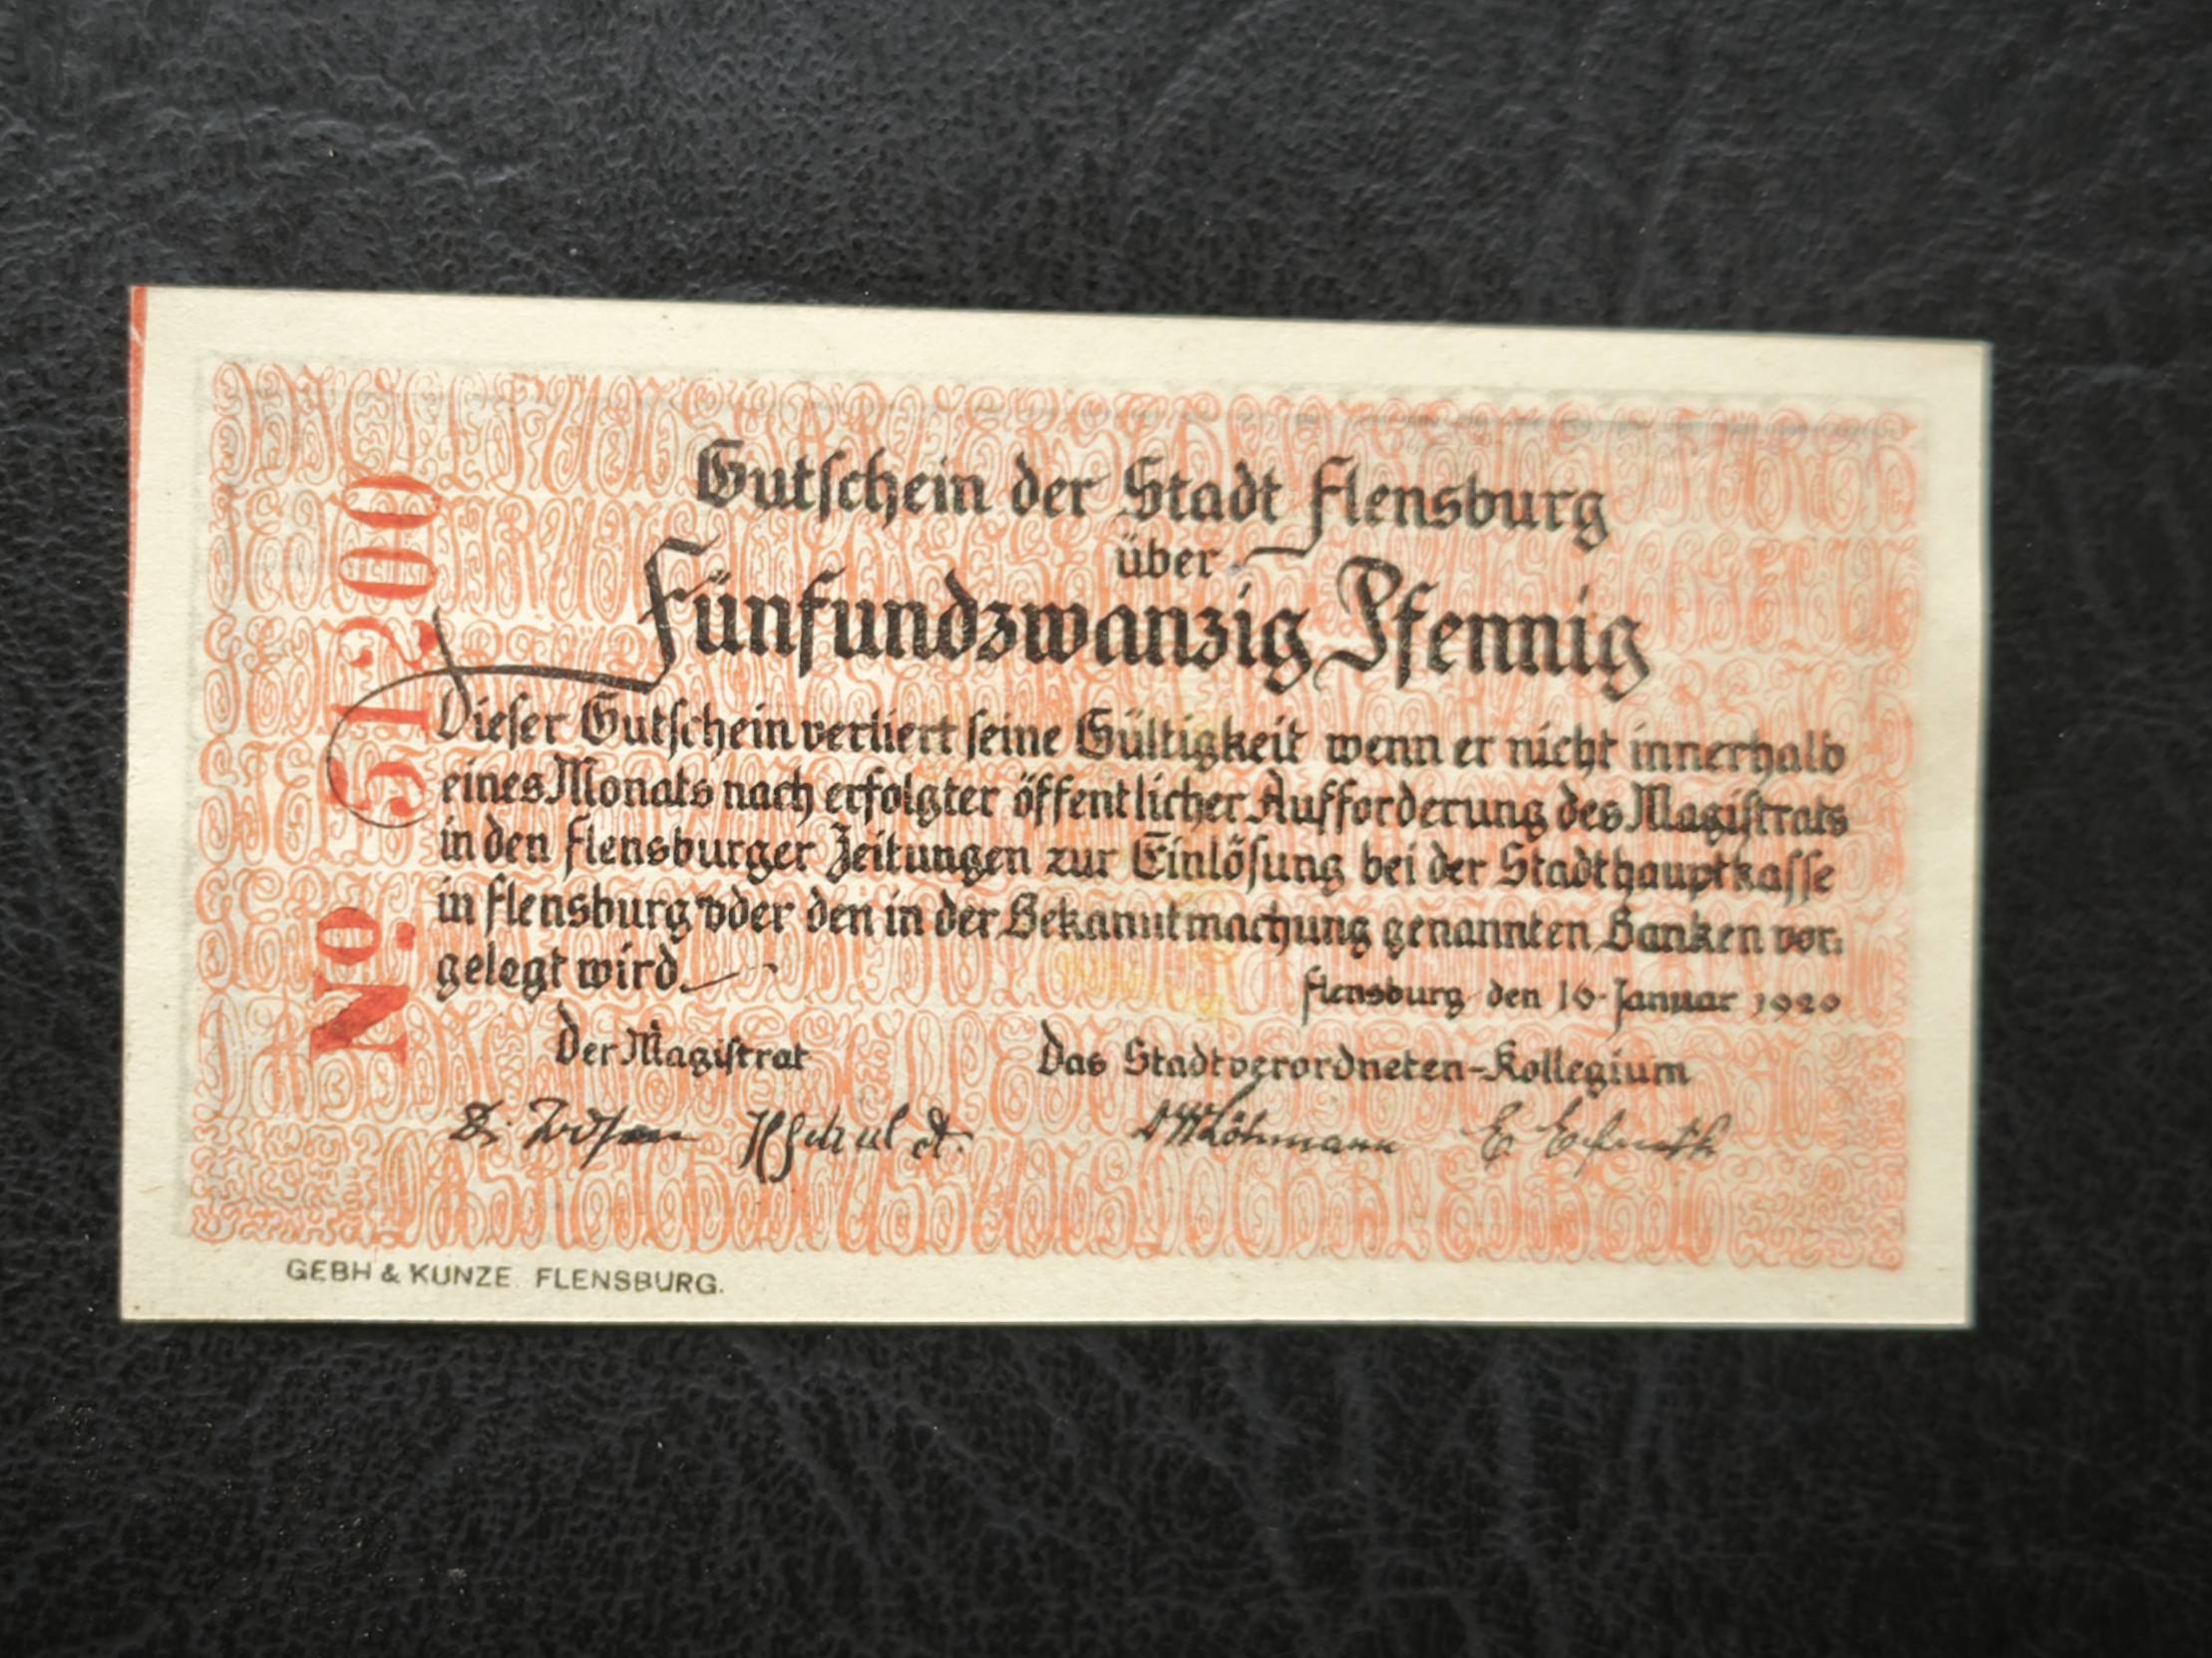 Gutschein der Stadt Flensburg
über
Fünfundzwanzig Pfennig
Dieser Gutschein verliert seine Gültigkeit wenn er nicht innerhalb
eines Monats nach erfolgter öffentlicher Aufforderung des Magistrats
in den Flensburger Zeitungen zur Einlösung bei der Stadthauptkasse
in Flensburg oder den in der Bekanntmachung genannten Banken vor-
gelegt wird.
Flensburg den 16. Januar 1920
Der Magistrat
Das Stadtverordneten-Kollegium
HSchuldt.
Löhmann
No. 51200
GEBH & KUNZE FLENSBURG.